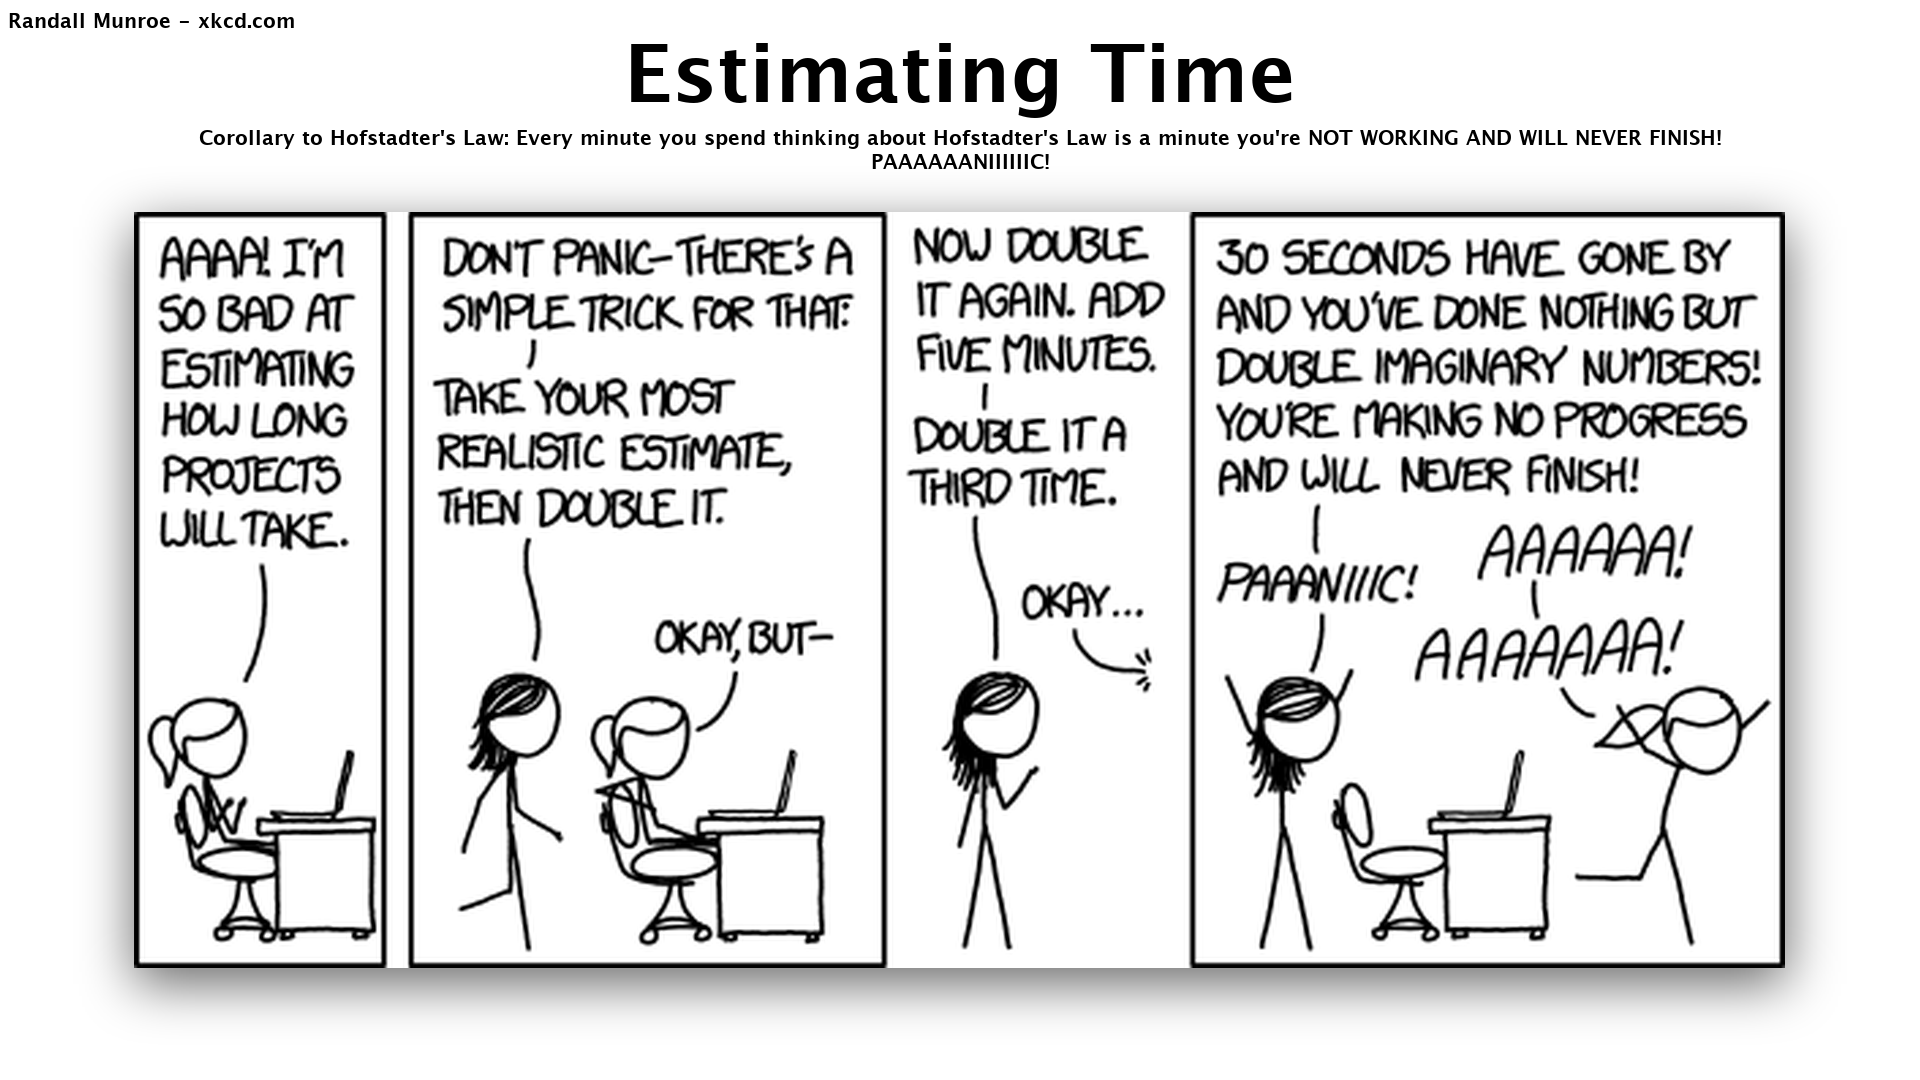 Randall Munroe - xkcd.com
Estimating Time
Corollary to Hofstadter's Law: Every minute you spend thinking about Hofstadter's Law is a minute you're NOT WORKING AND WILL NEVER FINISH!
PAAAAAANIIIIIIC!
AAAA! I'M
SO BAD AT
ESTIMATING
HOW LONG
PROJECTS
WILL TAKE.
DON'T PANIC—THERE'S A
SIMPLE TRICK FOR THAT:
TAKE YOUR MOST
REALISTIC ESTIMATE,
THEN DOUBLE IT.
OKAY, BUT—
NOW DOUBLE
IT AGAIN. ADD
FIVE MINUTES.
DOUBLE IT A
THIRD TIME.
OKAY...
30 SECONDS HAVE GONE BY
AND YOU'VE DONE NOTHING BUT
DOUBLE IMAGINARY NUMBERS!
YOU'RE MAKING NO PROGRESS
AND WILL NEVER FINISH!
PAAANIIIC!
AAAAAA!
AAAAAAA!